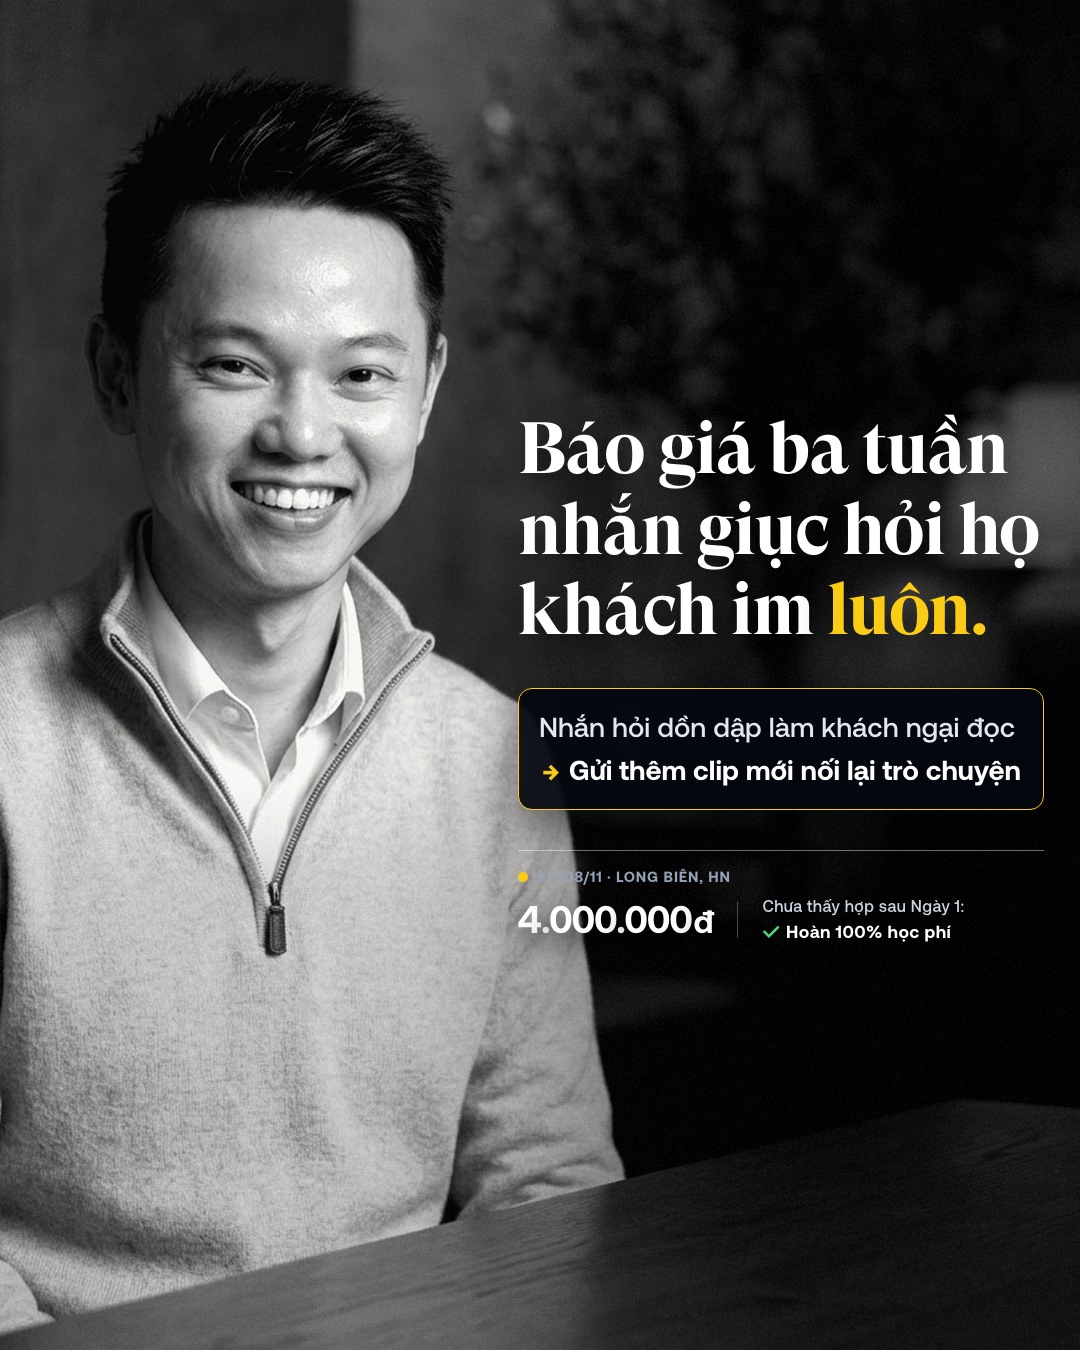 Báo giá ba tuần
nhắn giục hỏi họ
khách im luôn.
Nhắn hỏi dồn dập làm khách ngại đọc
→ Gửi thêm clip mới nối lại trò chuyện
08/11 · LONG BIÊN, HN
4.000.000đ
Chưa thấy hợp sau Ngày 1:
✓ Hoàn 100% học phí